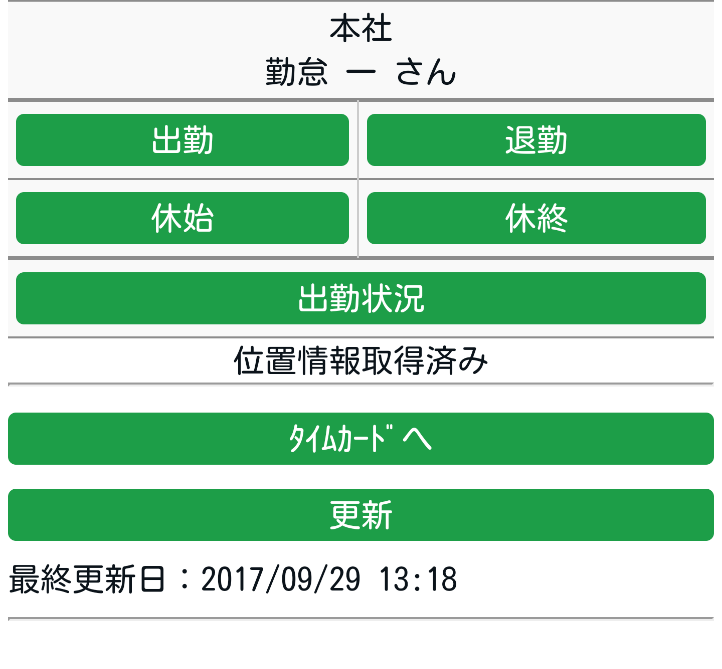 本社
勤怠 一 さん
出勤
退勤
休始
休終
出勤状況
位置情報取得済み
ﾀｲﾑｶｰﾄﾞへ
更新
最終更新日：2017/09/29 13:18